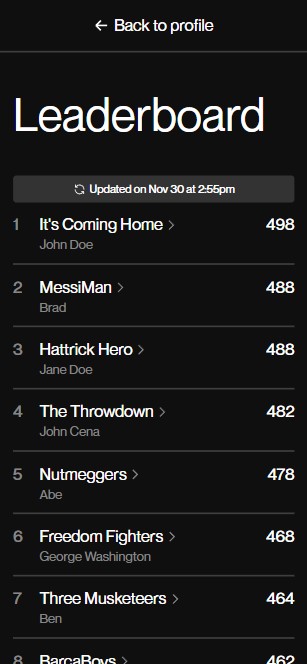 ← Back to profile
Leaderboard
Updated on Nov 30 at 2:55pm
1 It's Coming Home > 498
John Doe
2 MessiMan > 488
Brad
3 Hattrick Hero > 488
Jane Doe
4 The Throwdown > 482
John Cena
5 Nutmeggers > 478
Abe
6 Freedom Fighters > 468
George Washington
7 Three Musketeers > 464
Ben
8 BarcaBoys > 462